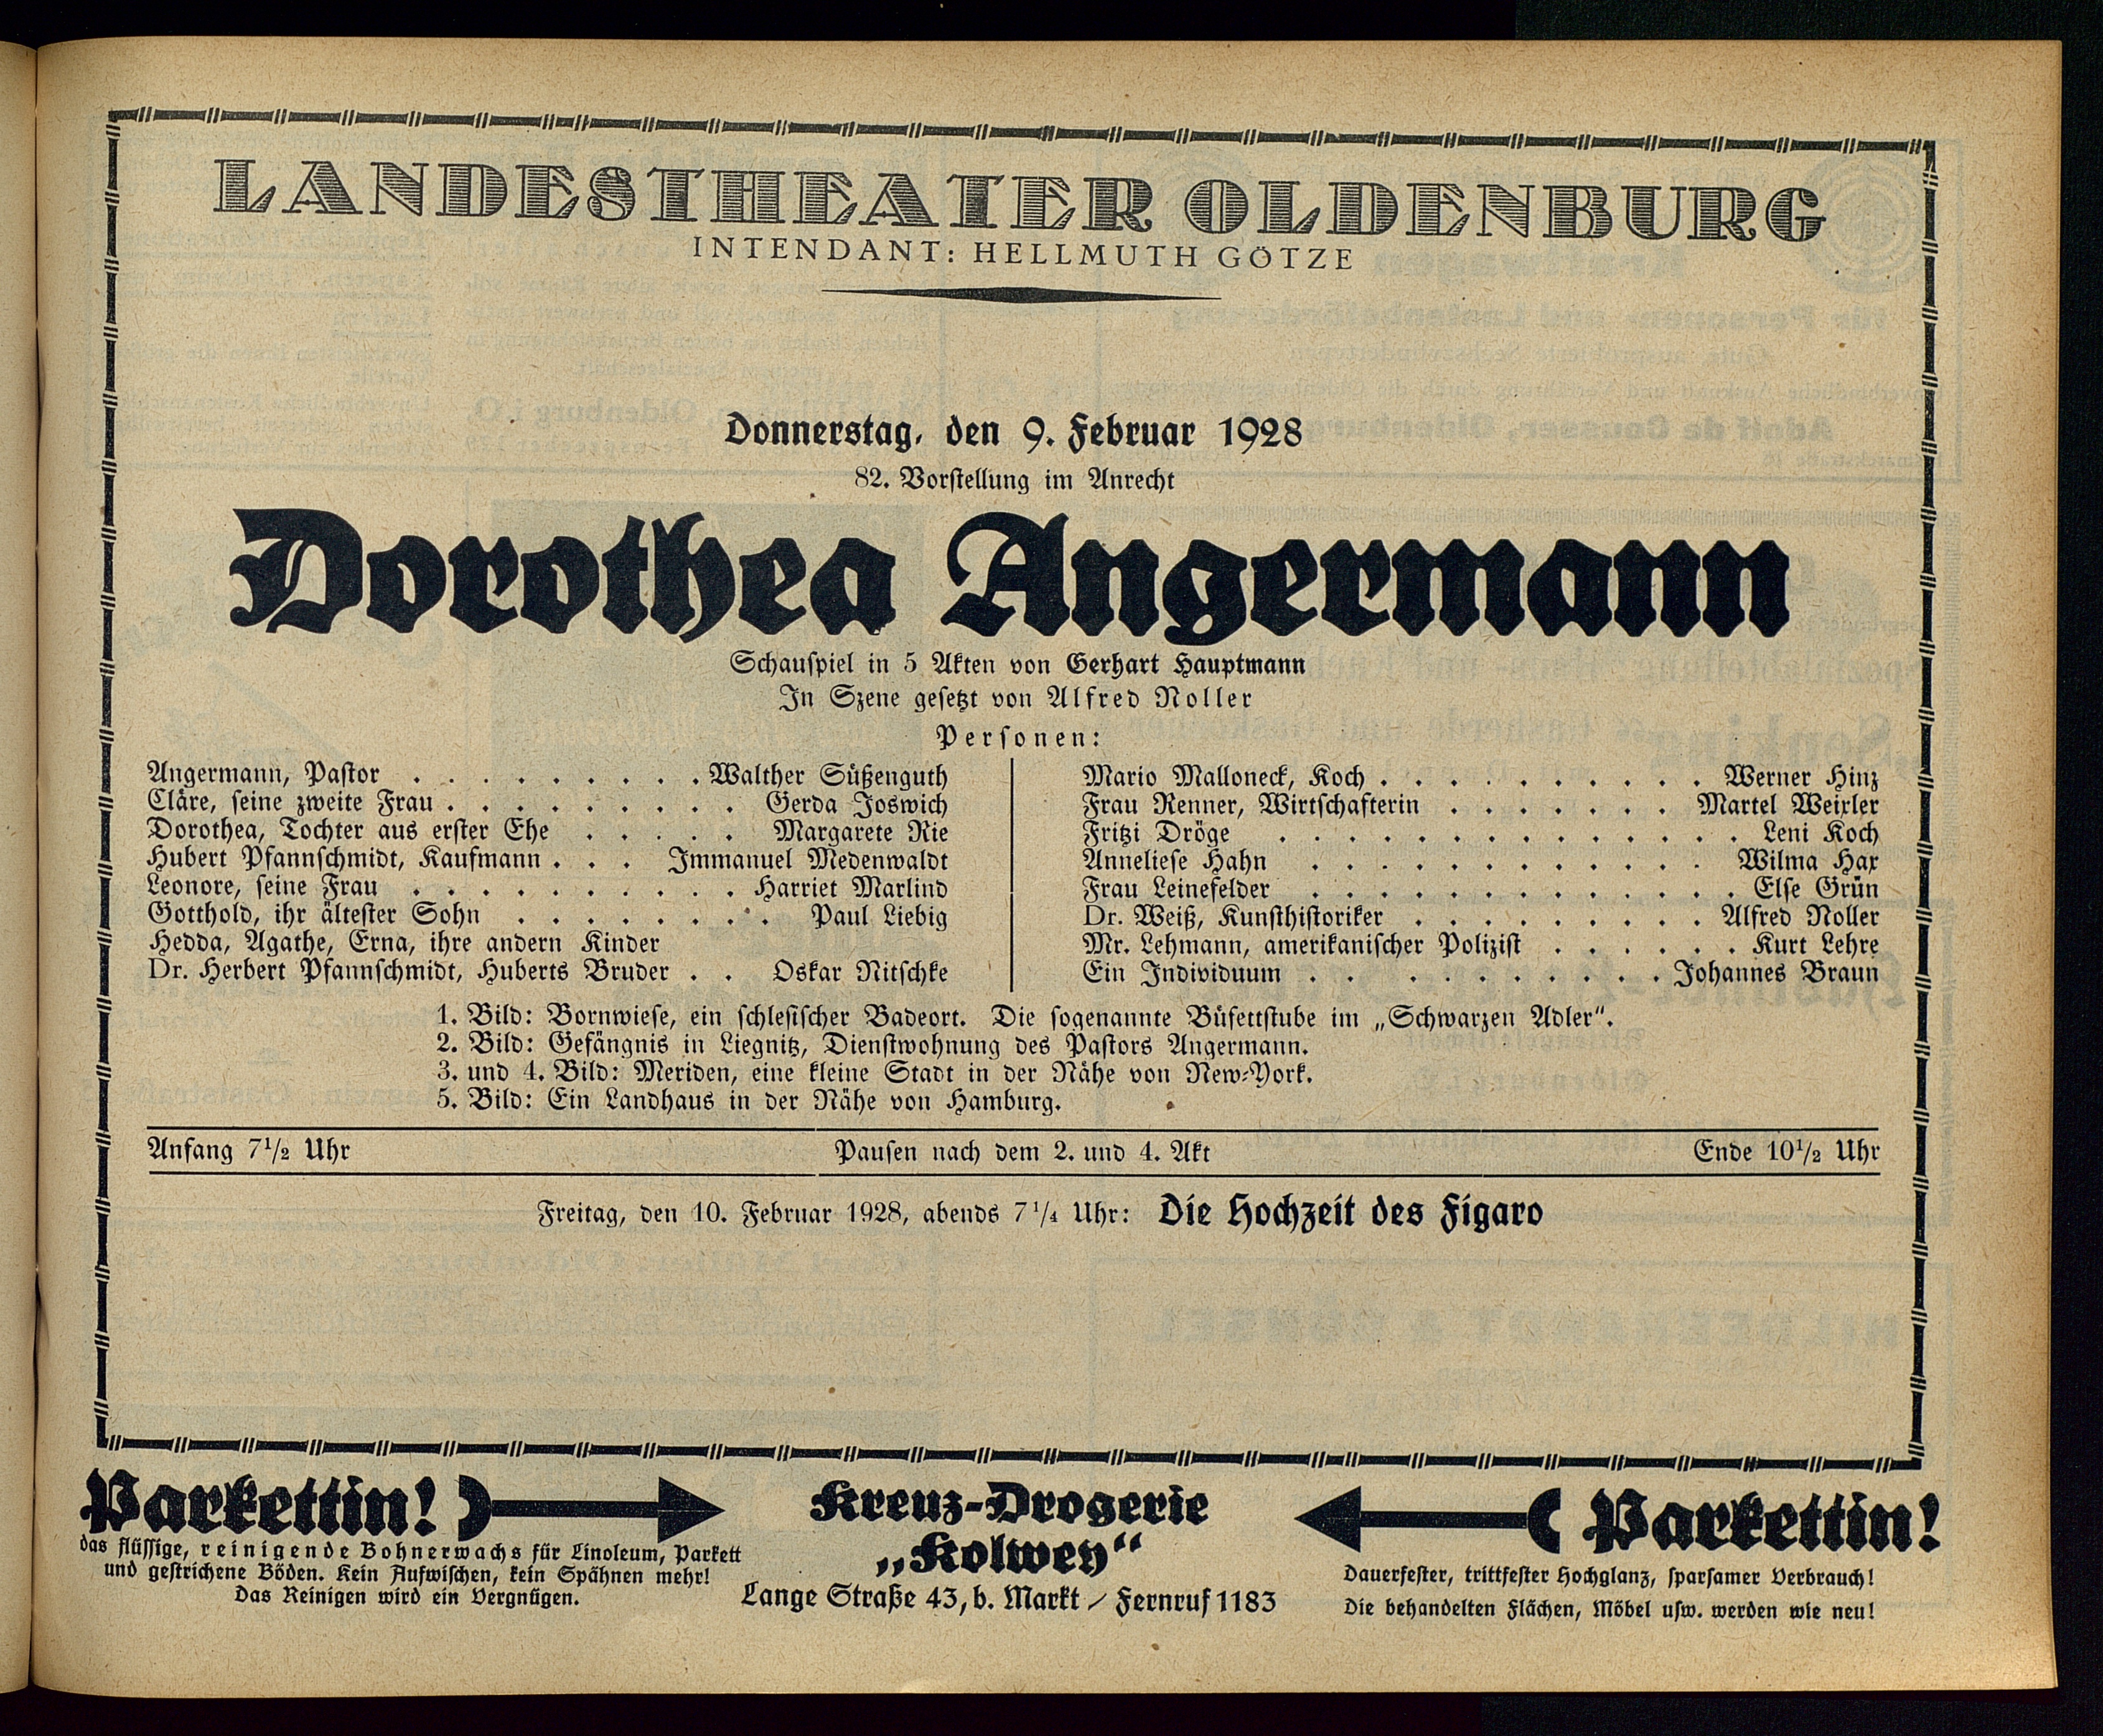 LANDESTHEATER OLDENBURG
INTENDANT: HELLMUTH GÖTZE
Donnerstag, den 9. Februar 1928
82. Vorstellung im Anrecht
Dorothea Angermann
Schauspiel in 5 Akten von Gerhart Hauptmann
In Szene gesetzt von Alfred Noller
Personen:
Angermann, Pastor . . . . . . . . . Walther Süßenguth
Cläre, seine zweite Frau . . . . . . . . . Gerda Joswich
Dorothea, Tochter aus erster Ehe . . . . . Margarete Rie
Hubert Pfannschmidt, Kaufmann . . . Immanuel Medenwaldt
Leonore, seine Frau . . . . . . . . . . Harriet Marlind
Gotthold, ihr ältester Sohn . . . . . . . . Paul Liebig
Hedda, Agathe, Erna, ihre andern Kinder
Dr. Herbert Pfannschmidt, Huberts Bruder . . Oskar Nitschke
Mario Malloneck, Koch . . . . . . . . . . Werner Hinz
Frau Renner, Wirtschafterin . . . . . . . Martel Weixler
Fritzi Dröge . . . . . . . . . . . . . . Leni Koch
Anneliese Hahn . . . . . . . . . . . . Wilma Hax
Frau Leinefelder . . . . . . . . . . . . . Else Grün
Dr. Weiß, Kunsthistoriker . . . . . . . . . Alfred Noller
Mr. Lehmann, amerikanischer Polizist . . . . . . Kurt Lehre
Ein Individuum . . . . . . . . . . . Johannes Braun
1. Bild: Bornwiese, ein schlesischer Badeort. Die sogenannte Büfettstube im „Schwarzen Adler“.
2. Bild: Gefängnis in Liegnitz, Dienstwohnung des Pastors Angermann.
3. und 4. Bild: Meriden, eine kleine Stadt in der Nähe von New-York.
5. Bild: Ein Landhaus in der Nähe von Hamburg.
Anfang 7½ Uhr Pausen nach dem 2. und 4. Akt Ende 10½ Uhr
Freitag, den 10. Februar 1928, abends 7¼ Uhr: Die Hochzeit des Figaro
Parkettin!
das flüssige, reinigende Bohnerwachs für Linoleum, Parkett
und gestrichene Böden. Kein Aufwischen, kein Spähnen mehr!
Das Reinigen wird ein Vergnügen.
Kreuz-Drogerie
„Kolwey“
Lange Straße 43, b. Markt / Fernruf 1183
Parkettin!
Dauerfester, trittfester Hochglanz, sparsamer Verbrauch!
Die behandelten Flächen, Möbel usw. werden wie neu!